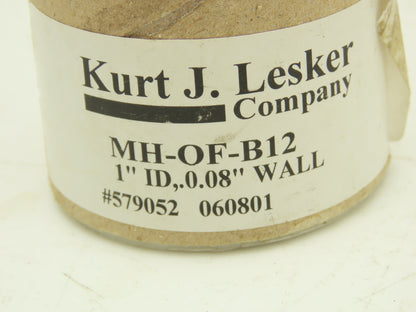 Kurt J. Lesker
Company
MH-OF-B12
1" ID,.0.08" WALL
#579052 060801